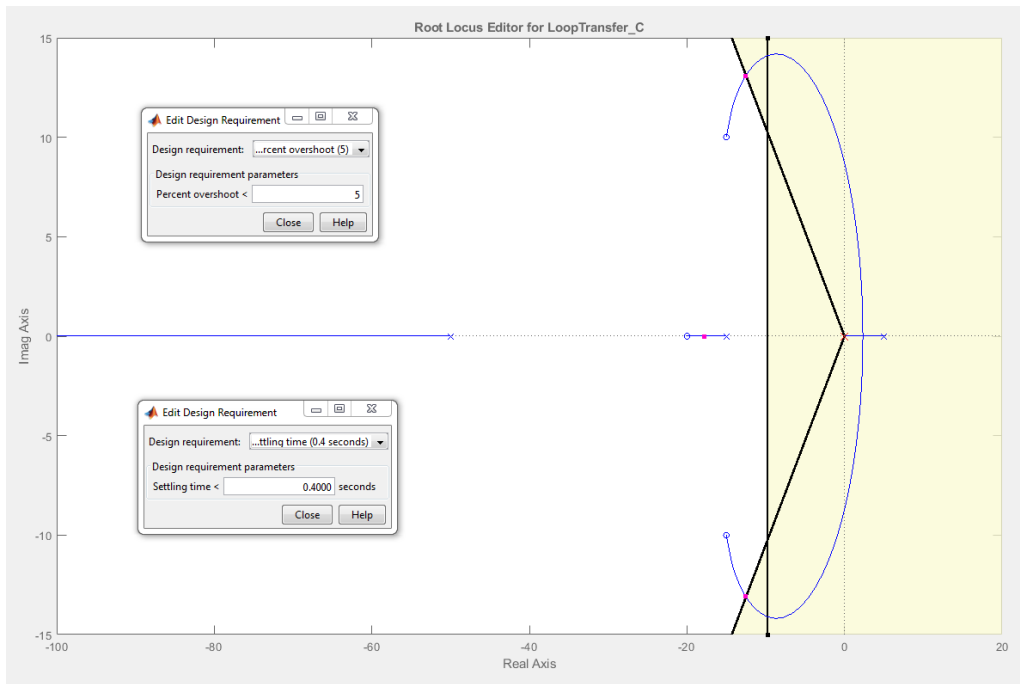 Root Locus Editor for LoopTransfer_C
15
10
5
0
-5
-10
-15
Imag Axis
Edit Design Requirement
Design requirement: ...rcent overshoot (5)
Design requirement parameters
Percent overshoot < 5
Close Help
Edit Design Requirement
Design requirement: ...ttling time (0.4 seconds)
Design requirement parameters
Settling time < 0.4000 seconds
Close Help
-100 -80 -60 -40 -20 0 20
Real Axis